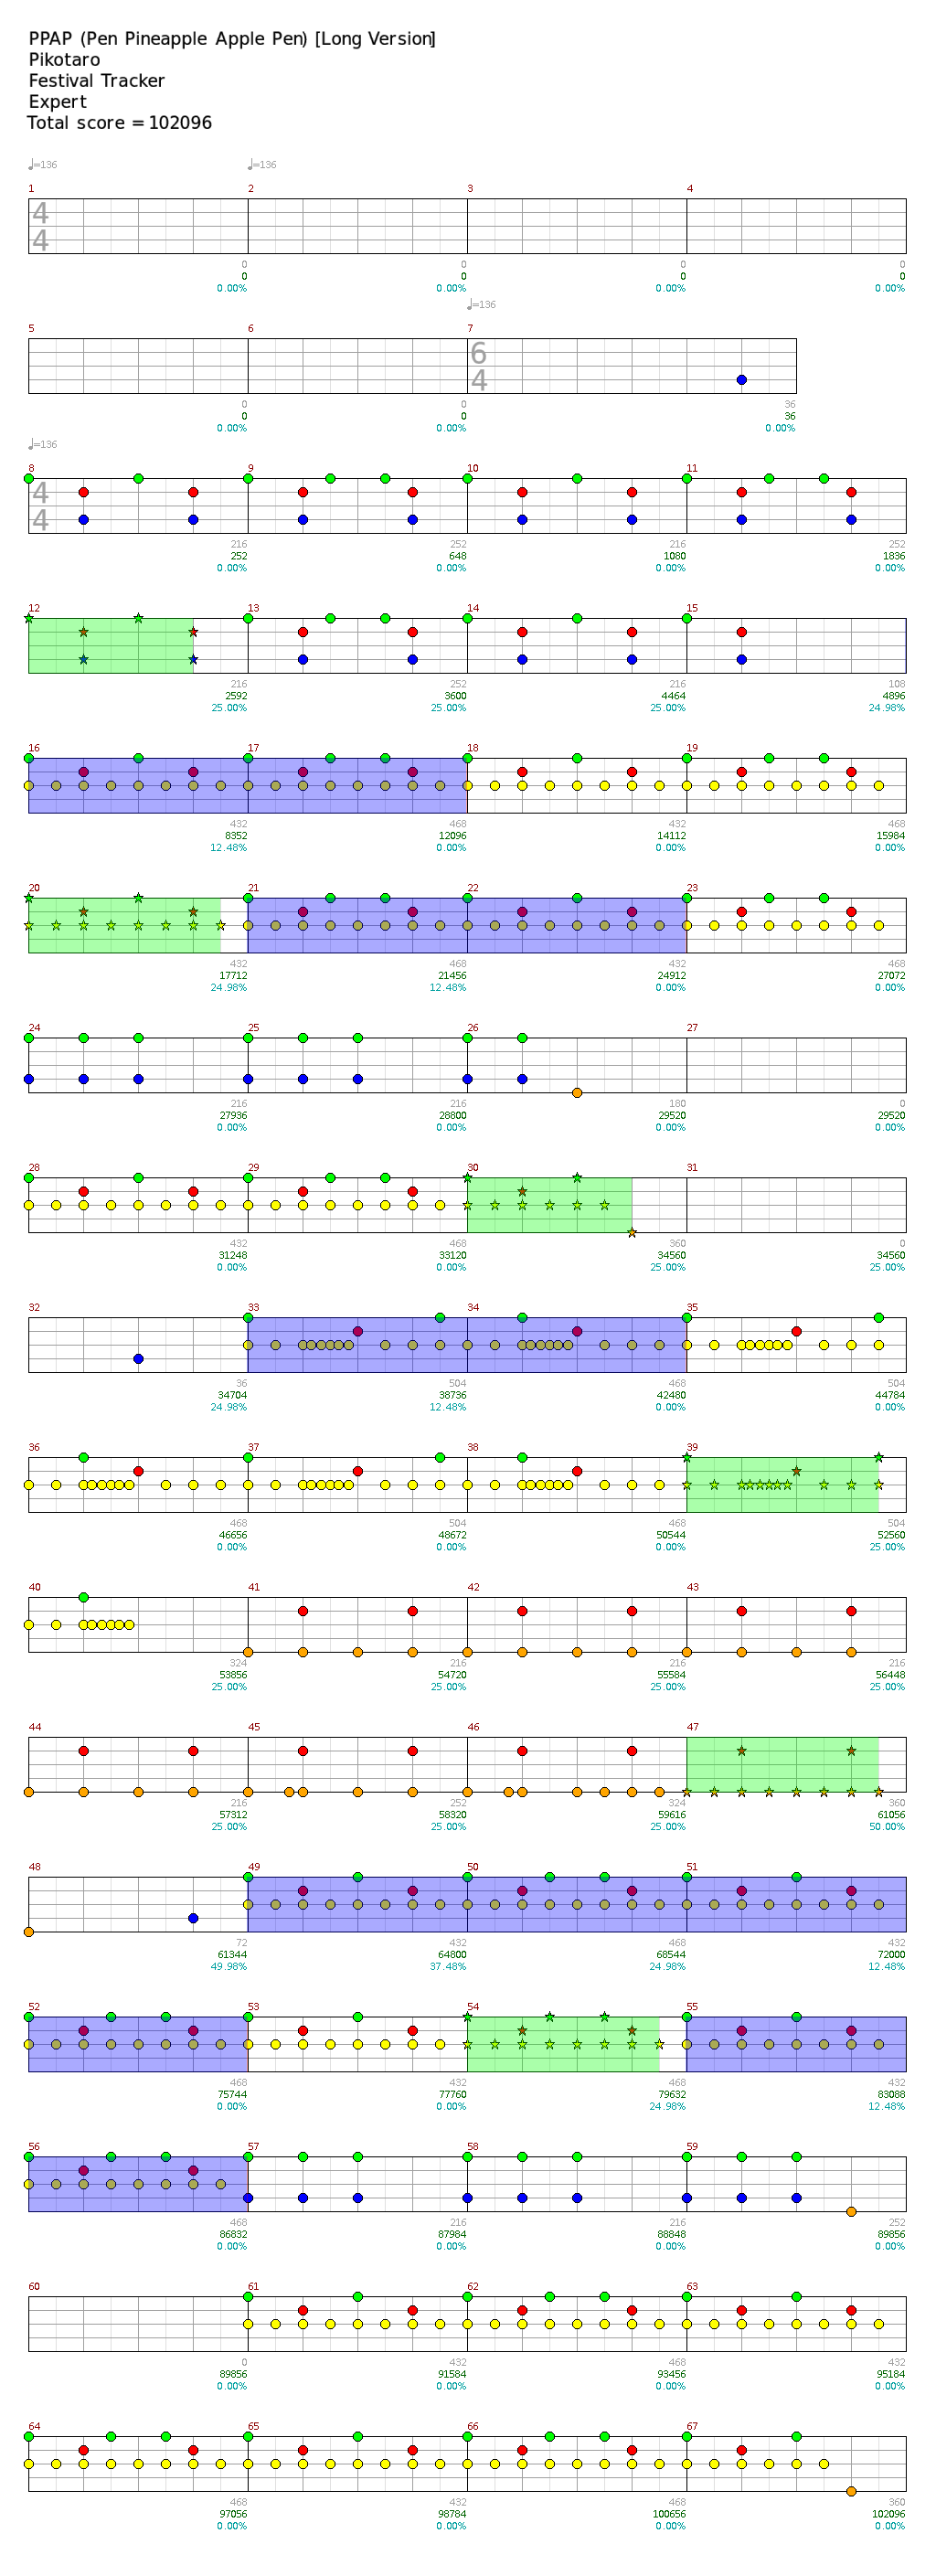 PPAP (Pen Pineapple Apple Pen) [Long Version]
Pikotaro
Festival Tracker
Expert
Total score = 102096
♩=136 ♩=136
1 2 3 4
4
4
0 0 0 0
0 0 0 0
0.00% 0.00% 0.00% 0.00%
♩=136
5 6 7
6
4
0 0 36
0 0 36
0.00% 0.00% 0.00%
♩=136
8 9 10 11
4
4
216 252 216 252
252 648 1080 1836
0.00% 0.00% 0.00% 0.00%
12 13 14 15
216 252 216 108
2592 3600 4464 4896
25.00% 25.00% 25.00% 24.98%
16 17 18 19
432 468 432 468
8352 12096 14112 15984
12.48% 0.00% 0.00% 0.00%
20 21 22 23
432 468 432 468
17712 21456 24912 27072
24.98% 12.48% 0.00% 0.00%
24 25 26 27
216 216 180 0
27936 28800 29520 29520
0.00% 0.00% 0.00% 0.00%
28 29 30 31
432 468 360 0
31248 33120 34560 34560
0.00% 0.00% 25.00% 25.00%
32 33 34 35
36 504 468 504
34704 38736 42480 44784
24.98% 12.48% 0.00% 0.00%
36 37 38 39
468 504 468 504
46656 48672 50544 52560
0.00% 0.00% 0.00% 25.00%
40 41 42 43
324 216 216 216
53856 54720 55584 56448
25.00% 25.00% 25.00% 25.00%
44 45 46 47
216 252 324 360
57312 58320 59616 61056
25.00% 25.00% 25.00% 50.00%
48 49 50 51
72 432 468 432
61344 64800 68544 72000
49.98% 37.48% 24.98% 12.48%
52 53 54 55
468 432 468 432
75744 77760 79632 83088
0.00% 0.00% 24.98% 12.48%
56 57 58 59
468 216 216 252
86832 87984 88848 89856
0.00% 0.00% 0.00% 0.00%
60 61 62 63
0 432 468 432
89856 91584 93456 95184
0.00% 0.00% 0.00% 0.00%
64 65 66 67
468 432 468 360
97056 98784 100656 102096
0.00% 0.00% 0.00% 0.00%